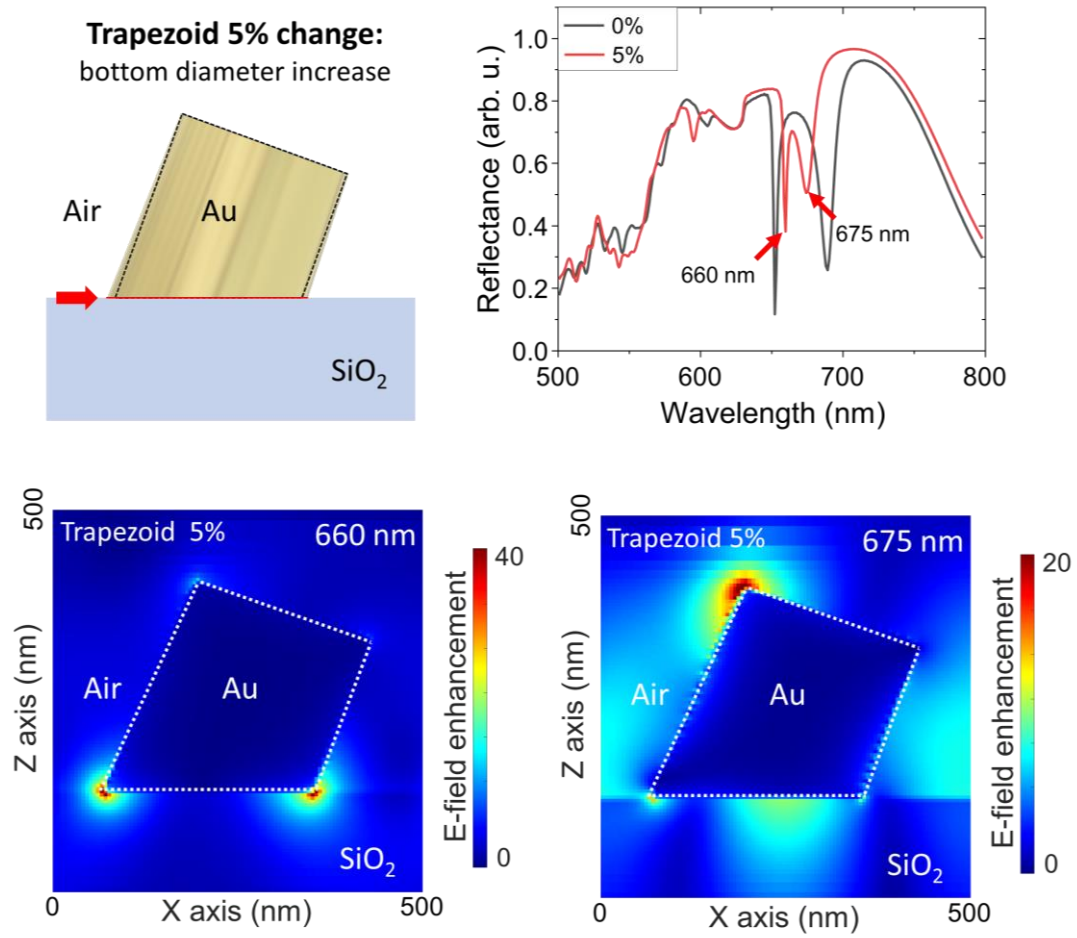 Trapezoid 5% change:
bottom diameter increase
Air
Au
SiO₂
0%
5%
Reflectance (arb. u.)
1.0
0.8
0.6
0.4
0.2
0.0
660 nm
675 nm
500
600
700
800
Wavelength (nm)
500
Trapezoid 5%
660 nm
Air
Au
SiO₂
Z axis (nm)
0
500
X axis (nm)
40
0
E-field enhancement
500
Trapezoid 5%
675 nm
Air
Au
SiO₂
Z axis (nm)
0
500
X axis (nm)
20
0
E-field enhancement